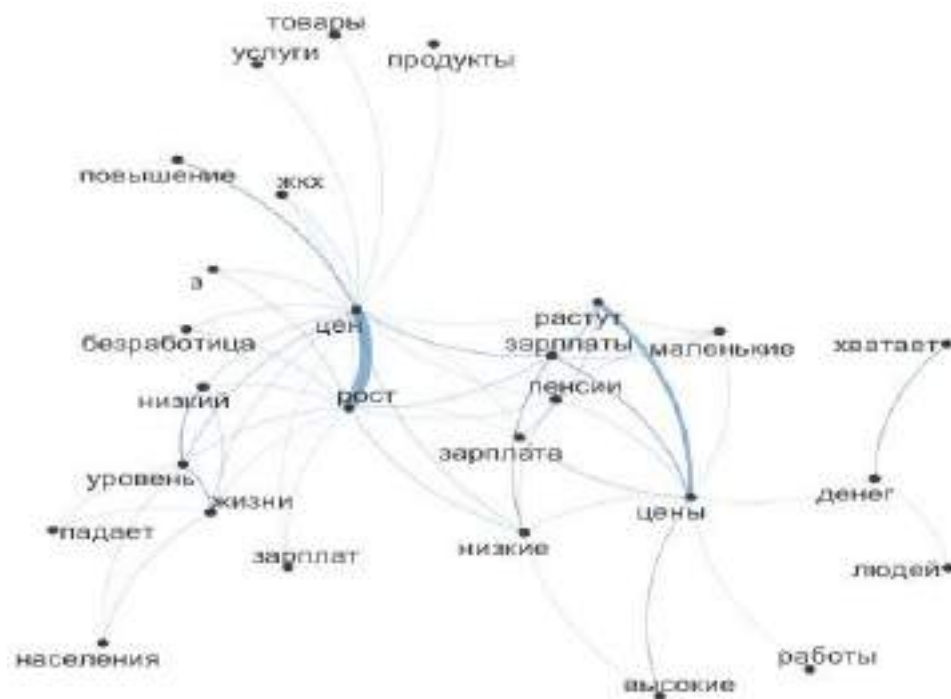 товары
услуги
продукты
повышение
жкх
з
безработица
цен
растут
зарплаты
маленькие
хватает
низкий
рост
пенсии
уровень
зарплата
жизни
цены
денег
падает
зарплат
низкие
людей
населения
высокие
работы